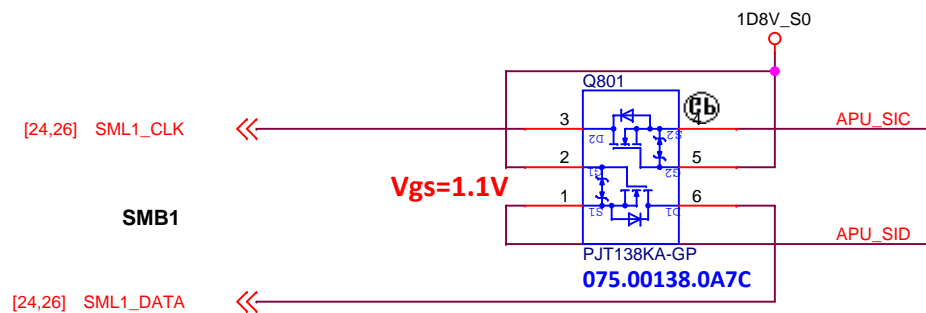 1D8V_S0
Q801
[24,26] SML1_CLK
3
D2
S2
4
Cb
APU_SIC
2
G1
G2
5
Vgs=1.1V
1
S1
D1
6
SMB1
APU_SID
PJT138KA-GP
075.00138.0A7C
[24,26] SML1_DATA